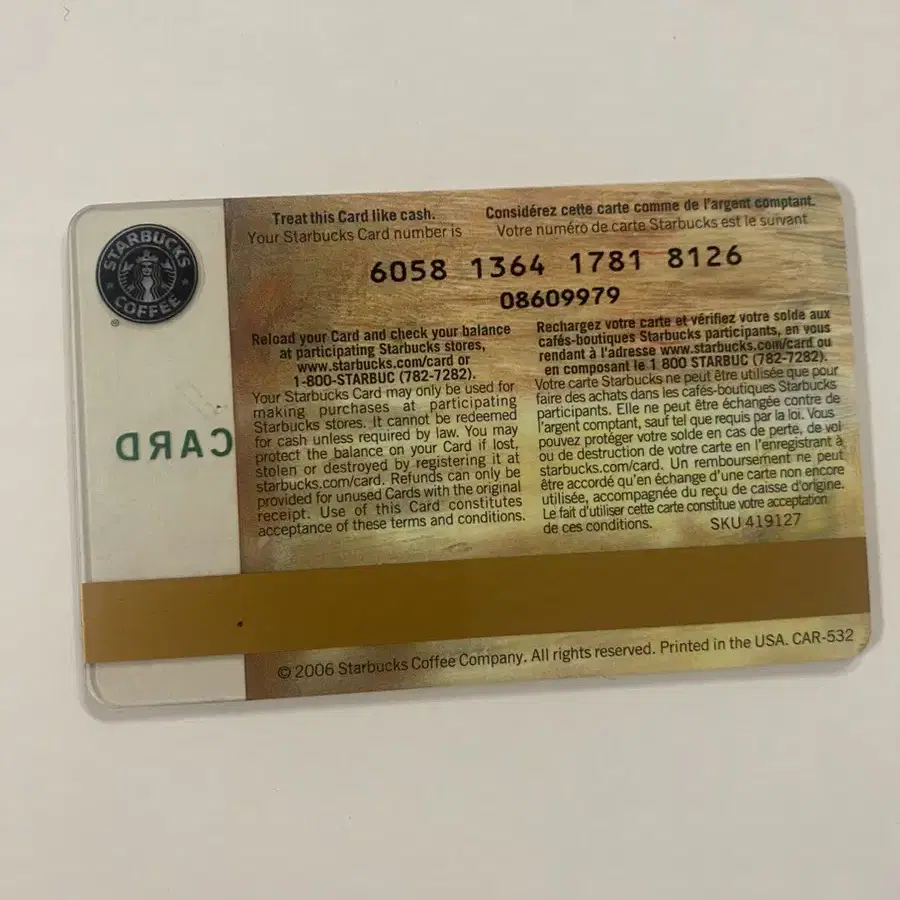 STARBUCKS
COFFEE
®
CARD
Treat this Card like cash.
Your Starbucks Card number is
Considérez cette carte comme de l'argent comptant.
Votre numéro de carte Starbucks est le suivant
6058 1364 1781 8126
08609979
Reload your Card and check your balance
at participating Starbucks stores,
www.starbucks.com/card or
1-800-STARBUC (782-7282).
Your Starbucks Card may only be used for
making purchases at participating
Starbucks stores. It cannot be redeemed
for cash unless required by law. You may
protect the balance on your Card if lost,
stolen or destroyed by registering it at
starbucks.com/card. Refunds can only be
provided for unused Cards with the original
receipt. Use of this Card constitutes
acceptance of these terms and conditions.
Rechargez votre carte et vérifiez votre solde aux
cafés-boutiques Starbucks participants, en vous
rendant à l'adresse www.starbucks.com/card ou
en composant le 1 800 STARBUC (782-7282).
Votre carte Starbucks ne peut être utilisée que pour
faire des achats dans les cafés-boutiques Starbucks
participants. Elle ne peut être échangée contre de
l'argent comptant, sauf tel que requis par la loi. Vous
pouvez protéger votre solde en cas de perte, de vol
ou de destruction de votre carte en l'enregistrant à
starbucks.com/card. Un remboursement ne peut
être accordé qu'en échange d'une carte non encore
utilisée, accompagnée du reçu de caisse d'origine.
Le fait d'utiliser cette carte constitue votre acceptation
de ces conditions.
SKU 419127
© 2006 Starbucks Coffee Company. All rights reserved. Printed in the USA. CAR-532